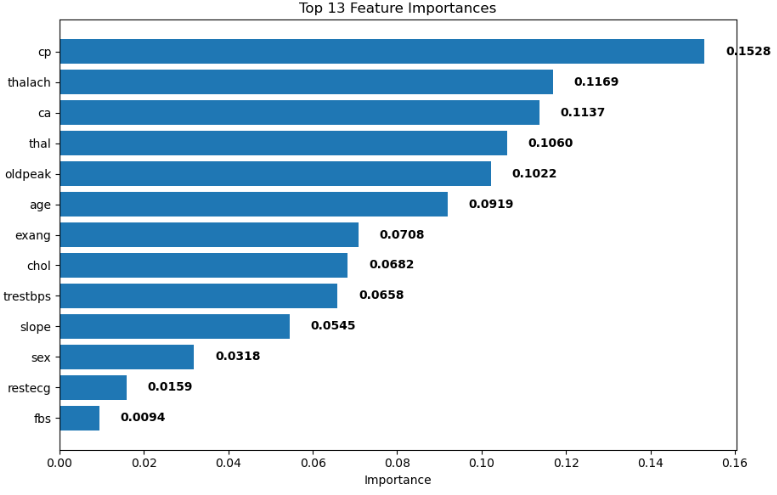 Top 13 Feature Importances
cp 0.1528
thalach 0.1169
ca 0.1137
thal 0.1060
oldpeak 0.1022
age 0.0919
exang 0.0708
chol 0.0682
trestbps 0.0658
slope 0.0545
sex 0.0318
restecg 0.0159
fbs 0.0094
0.00 0.02 0.04 0.06 0.08 0.10 0.12 0.14 0.16
Importance